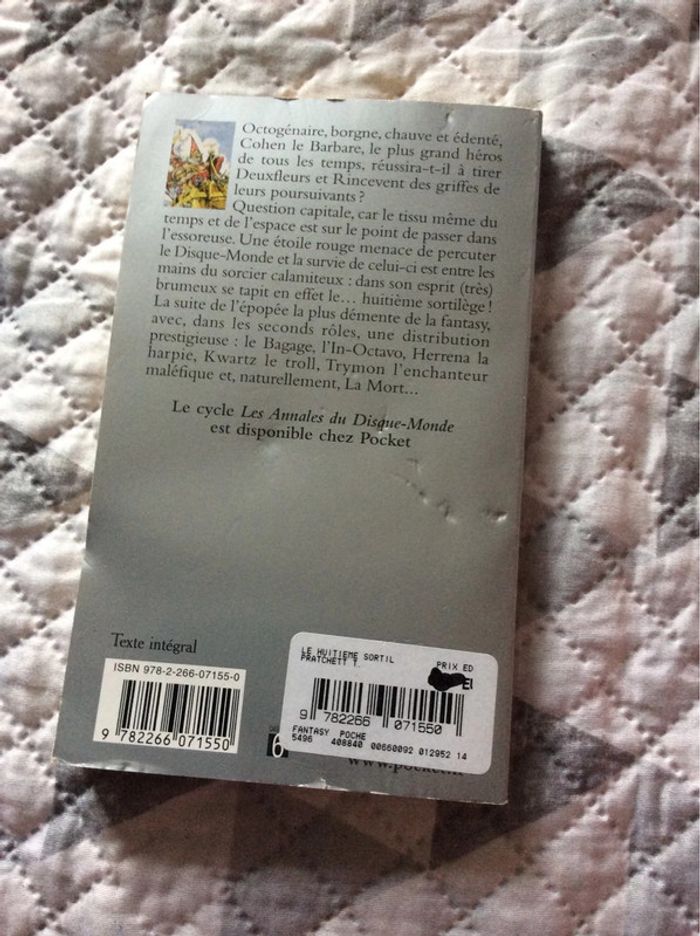 Octogénaire, borgne, chauve et édenté,
Cohen le Barbare, le plus grand héros
de tous les temps, réussira-t-il à tirer
Deuxfleurs et Rincevent des griffes de
leurs poursuivants ?
Question capitale, car le tissu même du
temps et de l'espace est sur le point de passer dans
l'essoreuse. Une étoile rouge menace de percuter
le Disque-Monde et la survie de celui-ci est entre les
mains du sorcier calamiteux : dans son esprit (très)
brumeux se tapit en effet le... huitième sortilège !
La suite de l'épopée la plus démente de la fantasy,
avec, dans les seconds rôles, une distribution
prestigieuse : le Bagage, l'In-Octavo, Herrena la
harpie, Kwartz le troll, Trymon l'enchanteur
maléfique et, naturellement, La Mort...
Le cycle Les Annales du Disque-Monde
est disponible chez Pocket
Texte intégral
ISBN 978-2-266-07155-0
9 782266 071550
LE HUITIEME SORTIL PRIX ED
PRATCHETT T.
9 782266 071550
FANTASY POCHE
5496 408840 00660092 012952 14
6